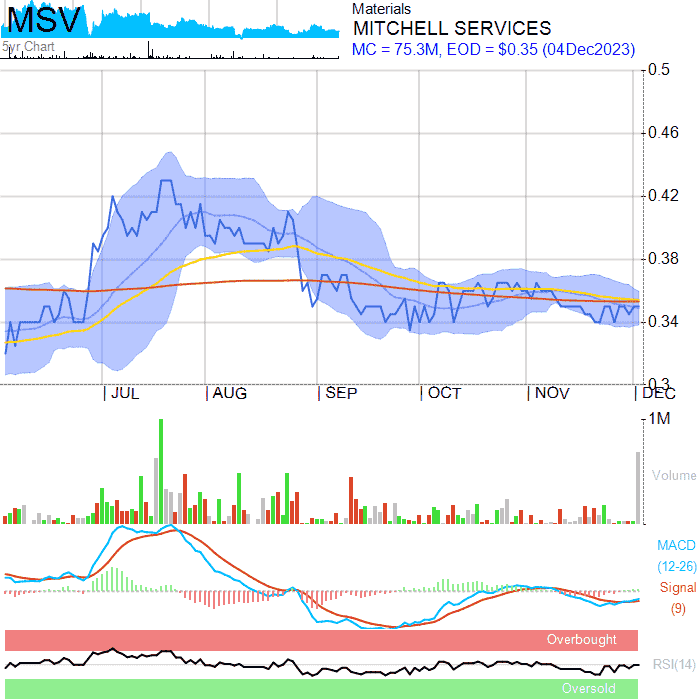 MSV
5yr Chart
Materials
MITCHELL SERVICES
MC = 75.3M, EOD = $0.35 (04Dec2023)
0.5
0.46
0.42
0.38
0.34
0.3
JUL AUG SEP OCT NOV DEC
1M
Volume
MACD
(12-26)
Signal
(9)
Overbought
RSI(14)
Oversold